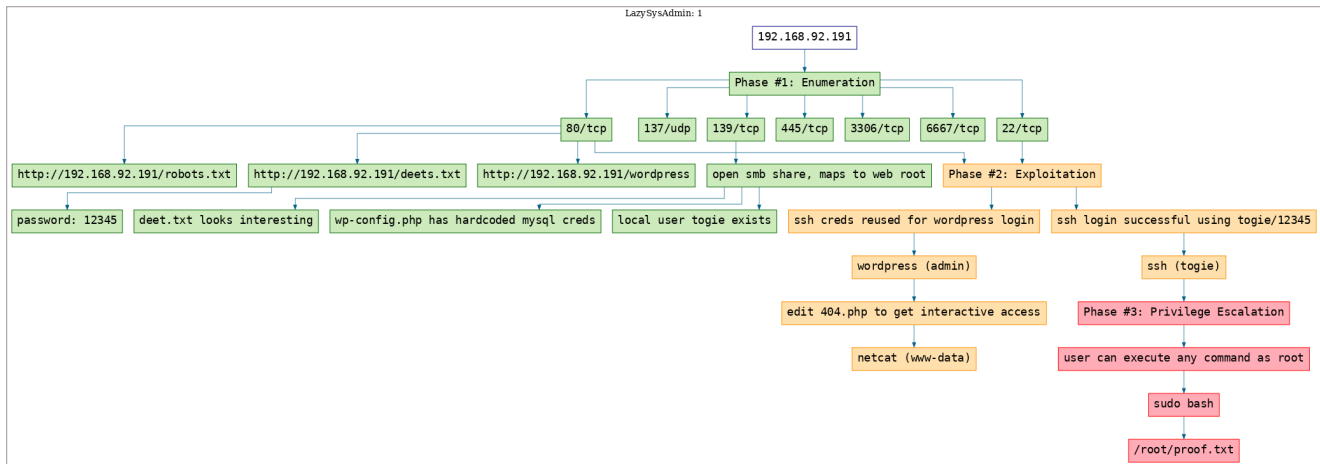 LazySysAdmin: 1
192.168.92.191
Phase #1: Enumeration
80/tcp
137/udp
139/tcp
445/tcp
3306/tcp
6667/tcp
22/tcp
http://192.168.92.191/robots.txt
http://192.168.92.191/deets.txt
http://192.168.92.191/wordpress
open smb share, maps to web root
Phase #2: Exploitation
password: 12345
deet.txt looks interesting
wp-config.php has hardcoded mysql creds
local user togie exists
ssh creds reused for wordpress login
ssh login successful using togie/12345
wordpress (admin)
ssh (togie)
edit 404.php to get interactive access
Phase #3: Privilege Escalation
netcat (www-data)
user can execute any command as root
sudo bash
/root/proof.txt